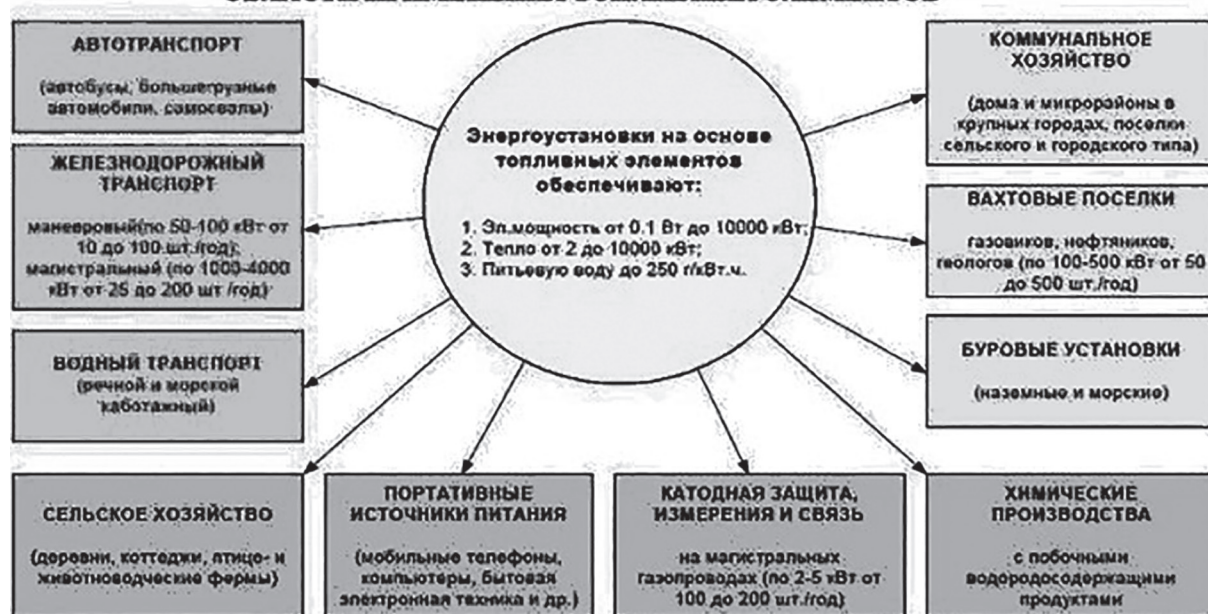 АВТОТРАНСПОРТ
(автобусы, большегрузные
автомобили, самосвалы)
ЖЕЛЕЗНОДОРОЖНЫЙ
ТРАНСПОРТ
маневровый(по 50-100 кВт от
10 до 100 шт./год);
магистральный (по 1000-4000
кВт от 25 до 200 шт /год)
ВОДНЫЙ ТРАНСПОРТ
(речной и морской
каботажный)
Энергоустановки на основе
топливных элементов
обеспечивают:
1. Эл.мощность от 0.1 Вт до 10000 кВт;
2. Тепло от 2 до 10000 кВт;
3. Питьевую воду до 250 г/кВт.ч.
КОММУНАЛЬНОЕ
ХОЗЯЙСТВО
(дома и микрорайоны в
крупных городах, поселки
сельского и городского типа)
ВАХТОВЫЕ ПОСЕЛКИ
газовиков, нефтяников,
геологов (по 100-500 кВт от 50
до 500 шт./год)
БУРОВЫЕ УСТАНОВКИ
(наземные и морские)
СЕЛЬСКОЕ ХОЗЯЙСТВО
(деревни, коттеджи, птице- и
животноводческие фермы)
ПОРТАТИВНЫЕ
ИСТОЧНИКИ ПИТАНИЯ
(мобильные телефоны,
компьютеры, бытовая
электронная техника и др.)
КАТОДНАЯ ЗАЩИТА,
ИЗМЕРЕНИЯ И СВЯЗЬ
на магистральных
газопроводах (по 2-5 кВт от
100 до 200 шт./год)
ХИМИЧЕСКИЕ
ПРОИЗВОДСТВА
с побочными
водородосодержащими
продуктами